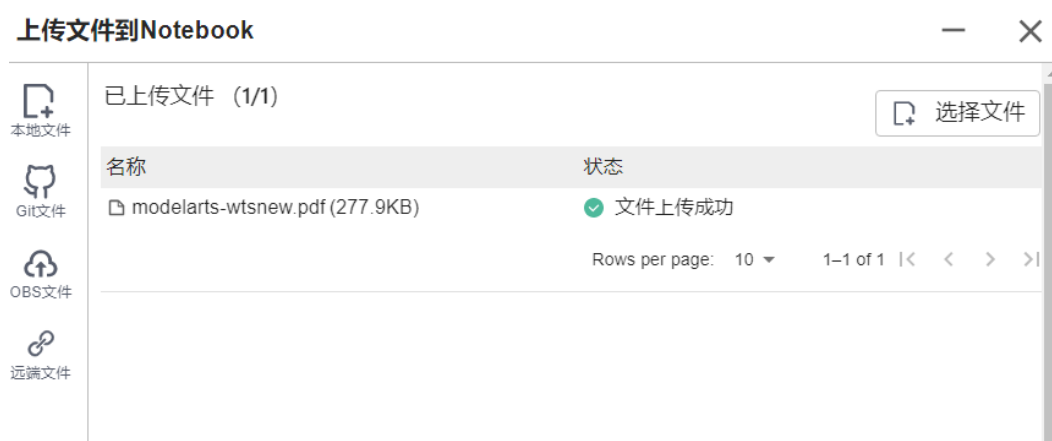 上传文件到Notebook
本地文件
Git文件
OBS文件
远端文件
已上传文件 (1/1)
选择文件
名称 状态
modelarts-wtsnew.pdf (277.9KB) 文件上传成功
Rows per page: 10 1–1 of 1